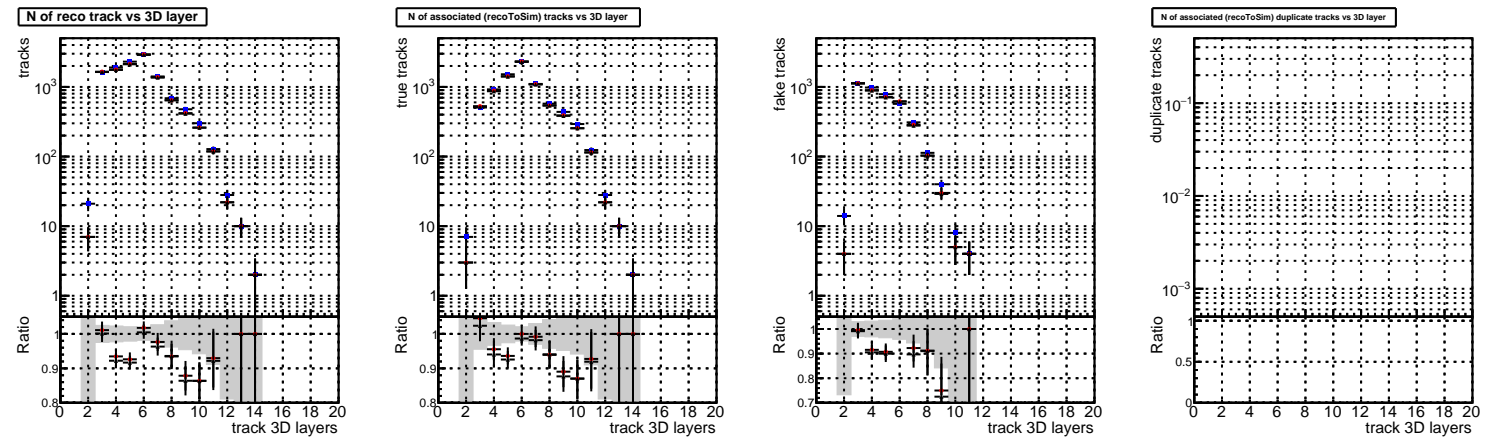 N of reco track vs 3D layer
tracks
10³
10²
10
1
Ratio
1
0.9
0.8
0 2 4 6 8 10 12 14 16 18 20
track 3D layers
N of associated (recoToSim) tracks vs 3D layer
true tracks
10³
10²
10
1
Ratio
1
0.9
0.8
0 2 4 6 8 10 12 14 16 18 20
track 3D layers
fake tracks
10³
10²
10
1
Ratio
1
0.9
0.8
0.7
0 2 4 6 8 10 12 14 16 18 20
track 3D layers
N of associated (recoToSim) duplicate tracks vs 3D layer
duplicate tracks
10⁻¹
10⁻²
10⁻³
Ratio
1
0.5
0
0 2 4 6 8 10 12 14 16 18 20
track 3D layers